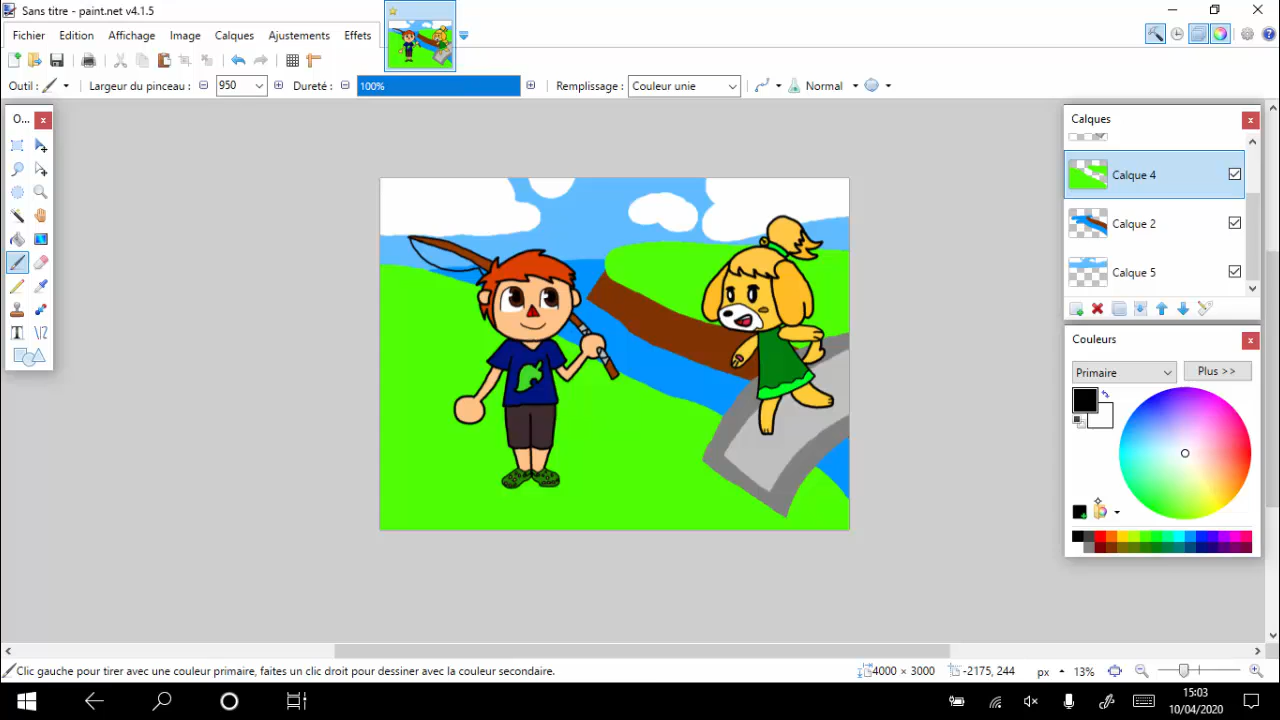 Sans titre - paint.net v4.1.5
Fichier Edition Affichage Image Calques Ajustements Effets
Outil : Largeur du pinceau : 950 Dureté : 100% Remplissage : Couleur unie Normal
O...
Calques
Calque 4
Calque 2
Calque 5
Couleurs
Primaire Plus >>
Clic gauche pour tirer avec une couleur primaire, faites un clic droit pour dessiner avec la couleur secondaire. 4000 × 3000 -2175, 244 px 13%
15:03
10/04/2020